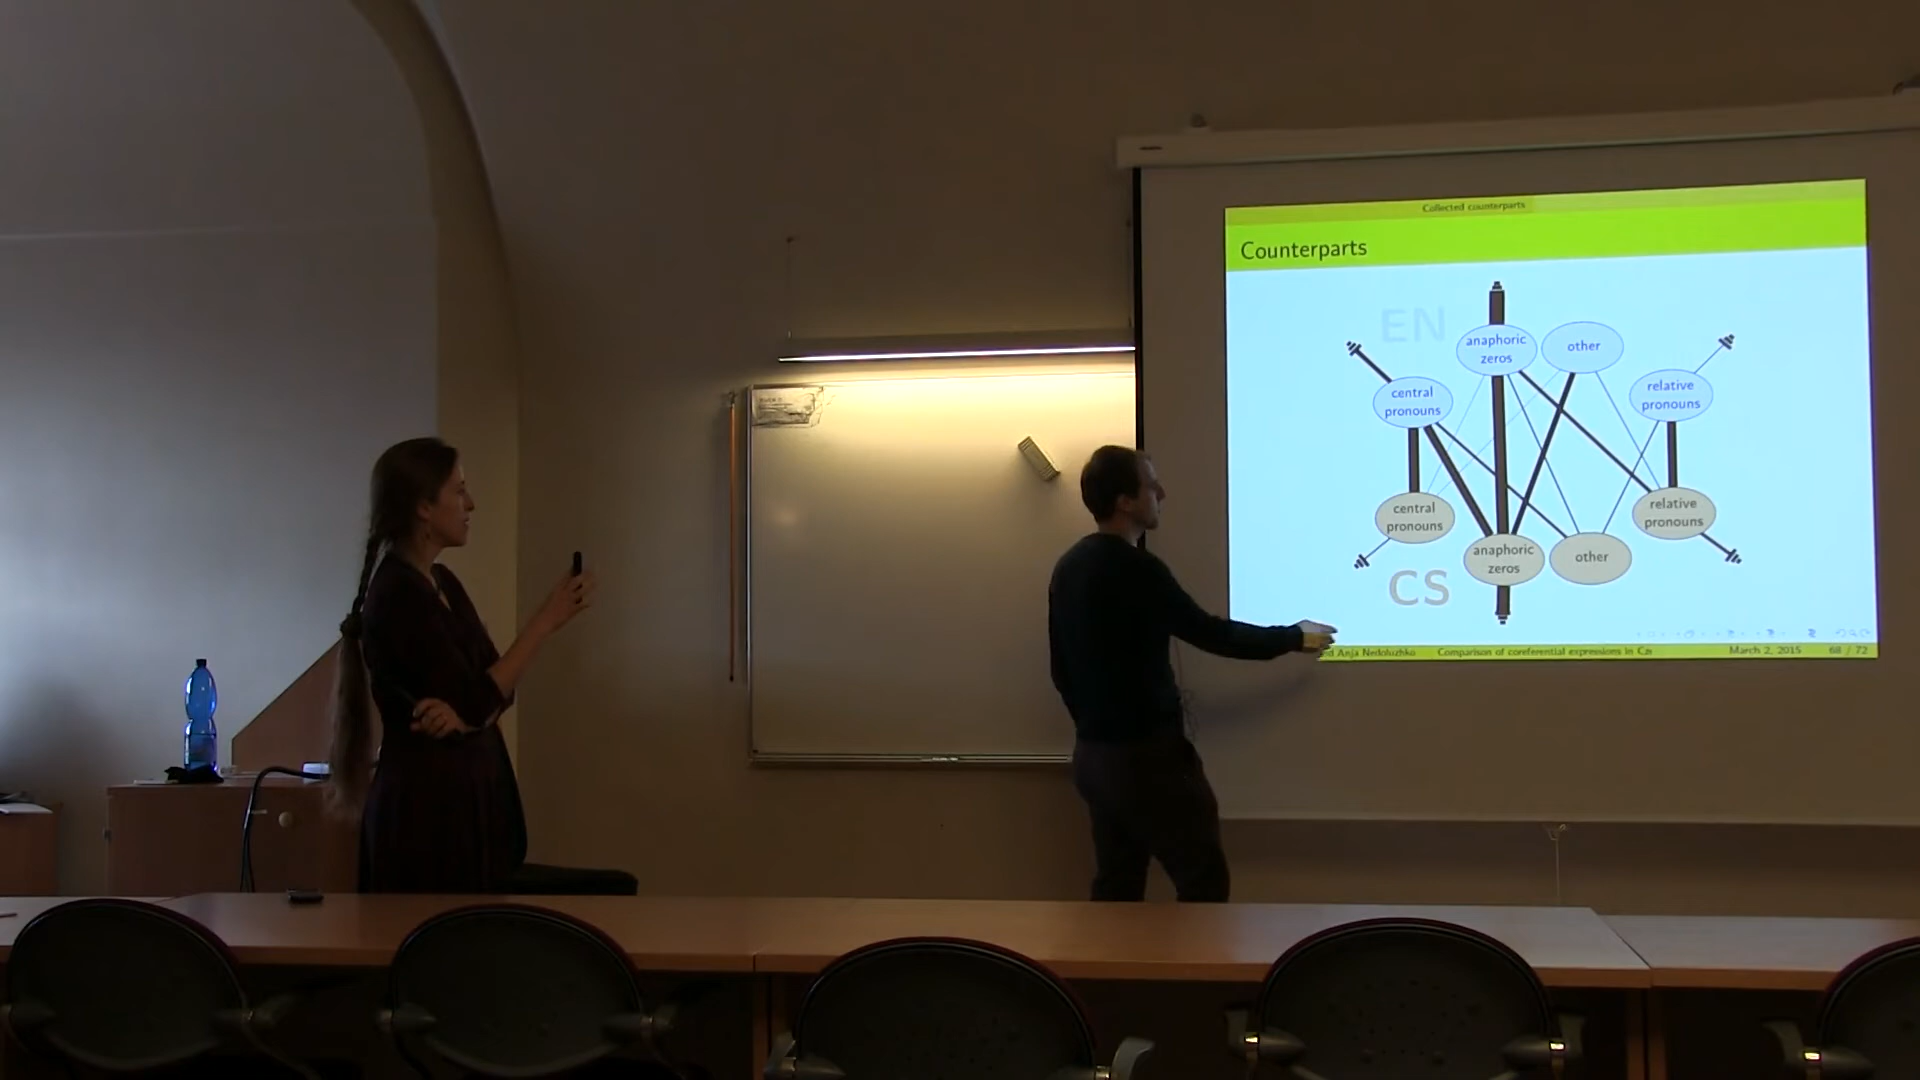 Collected counterparts
Counterparts
EN
anaphoric
zeros
other
central
pronouns
relative
pronouns
central
pronouns
relative
pronouns
anaphoric
zeros
other
CS
Anja Nedoluzhko Comparison of coreferential expressions in Cz March 2, 2015 68 / 72